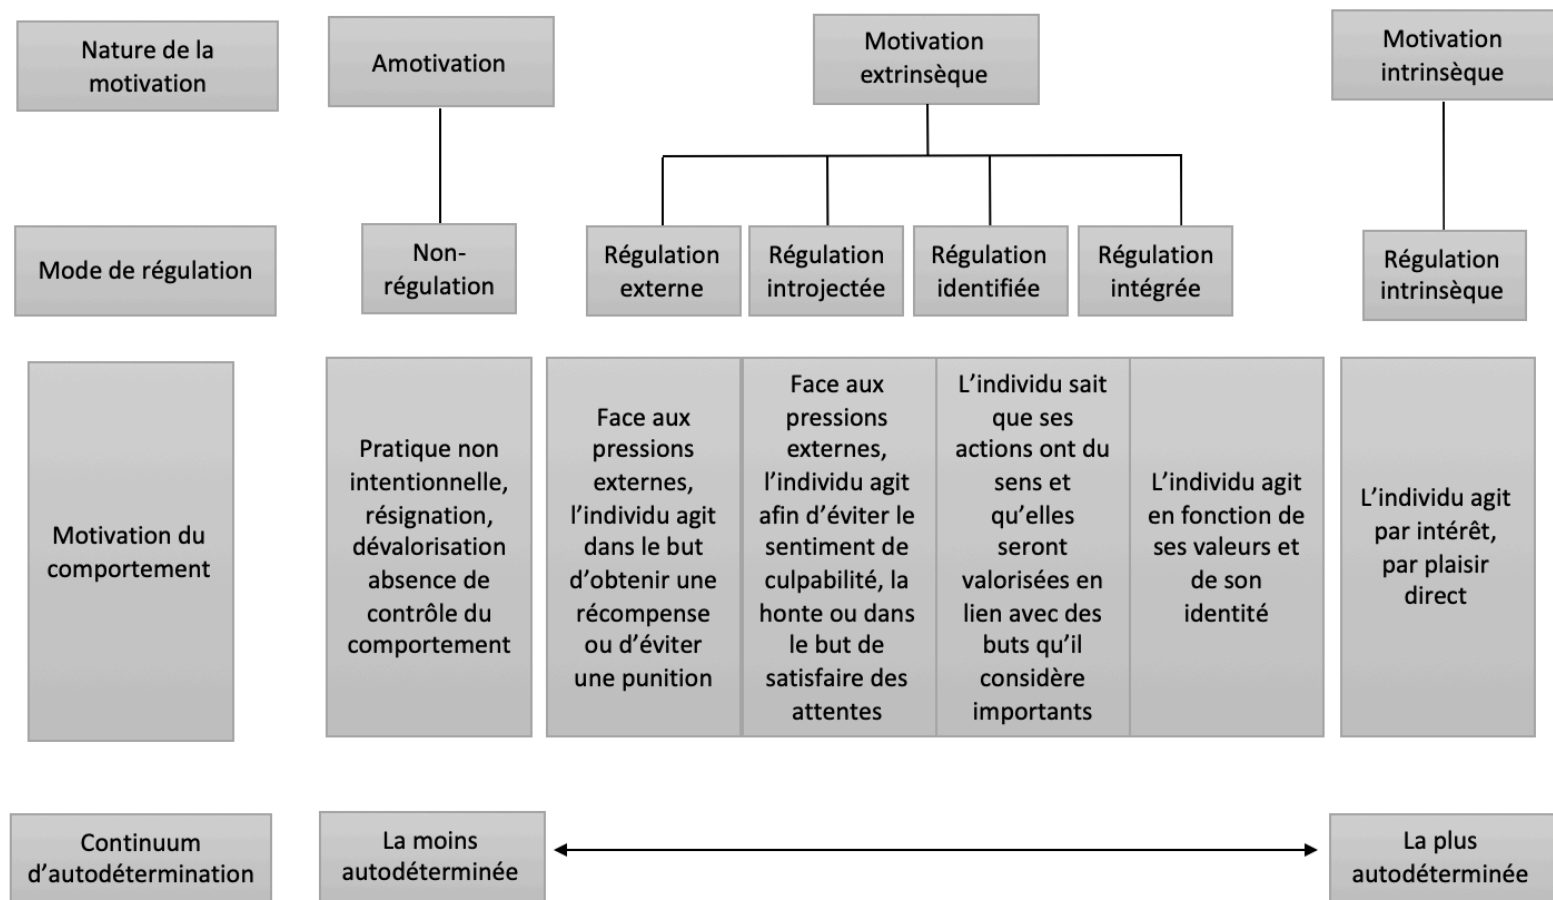 Nature de la
motivation
Amotivation
Motivation
extrinsèque
Motivation
intrinsèque
Mode de régulation
Non-
régulation
Régulation
externe
Régulation
introjectée
Régulation
identifiée
Régulation
intégrée
Régulation
intrinsèque
Motivation du
comportement
Pratique non
intentionnelle,
résignation,
dévalorisation
absence de
contrôle du
comportement
Face aux
pressions
externes,
l’individu agit
dans le but
d’obtenir une
récompense
ou d’éviter
une punition
Face aux
pressions
externes,
l’individu agit
afin d’éviter le
sentiment de
culpabilité, la
honte ou dans
le but de
satisfaire des
attentes
L’individu sait
que ses
actions ont du
sens et
qu’elles
seront
valorisées en
lien avec des
buts qu’il
considère
importants
L’individu agit
en fonction de
ses valeurs et
de son
identité
L’individu agit
par intérêt,
par plaisir
direct
Continuum
d’autodétermination
La moins
autodéterminée
La plus
autodéterminée